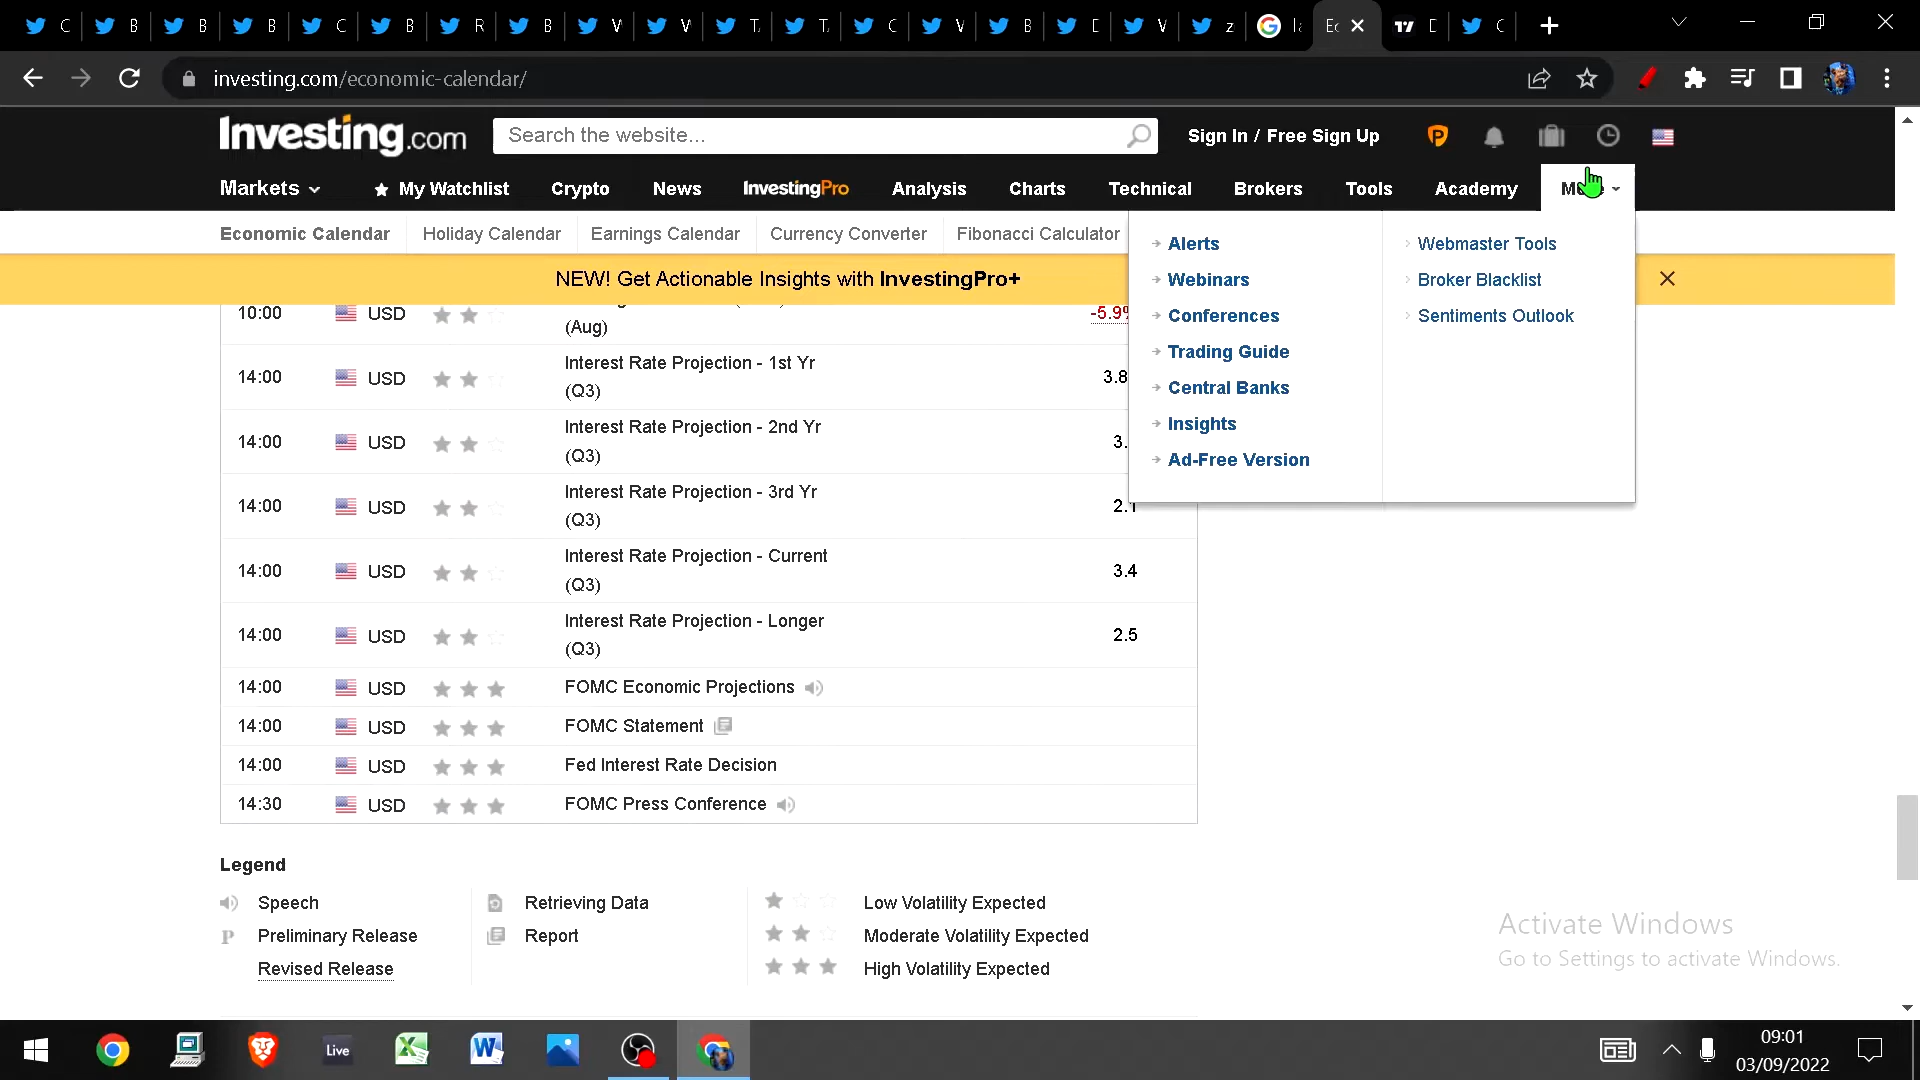 C B B B C B R B V V T T C V B D V z la Ec D C
investing.com/economic-calendar/
Investing.com Search the website... Sign In / Free Sign Up
Markets My Watchlist Crypto News InvestingPro Analysis Charts Technical Brokers Tools Academy
Economic Calendar Holiday Calendar Earnings Calendar Currency Converter Fibonacci Calculator
NEW! Get Actionable Insights with InvestingPro+
Alerts
Webinars
Conferences
Trading Guide
Central Banks
Insights
Ad-Free Version
Webmaster Tools
Broker Blacklist
Sentiments Outlook
10:00 USD (Aug) -5.9%
14:00 USD Interest Rate Projection - 1st Yr 3.8
(Q3)
14:00 USD Interest Rate Projection - 2nd Yr 3.
(Q3)
14:00 USD Interest Rate Projection - 3rd Yr 2.1
(Q3)
14:00 USD Interest Rate Projection - Current 3.4
(Q3)
14:00 USD Interest Rate Projection - Longer 2.5
(Q3)
14:00 USD FOMC Economic Projections
14:00 USD FOMC Statement
14:00 USD Fed Interest Rate Decision
14:30 USD FOMC Press Conference
Legend
Speech Retrieving Data Low Volatility Expected
P Preliminary Release Report Moderate Volatility Expected
Revised Release High Volatility Expected
Activate Windows
Go to Settings to activate Windows.
Live
09:01
03/09/2022